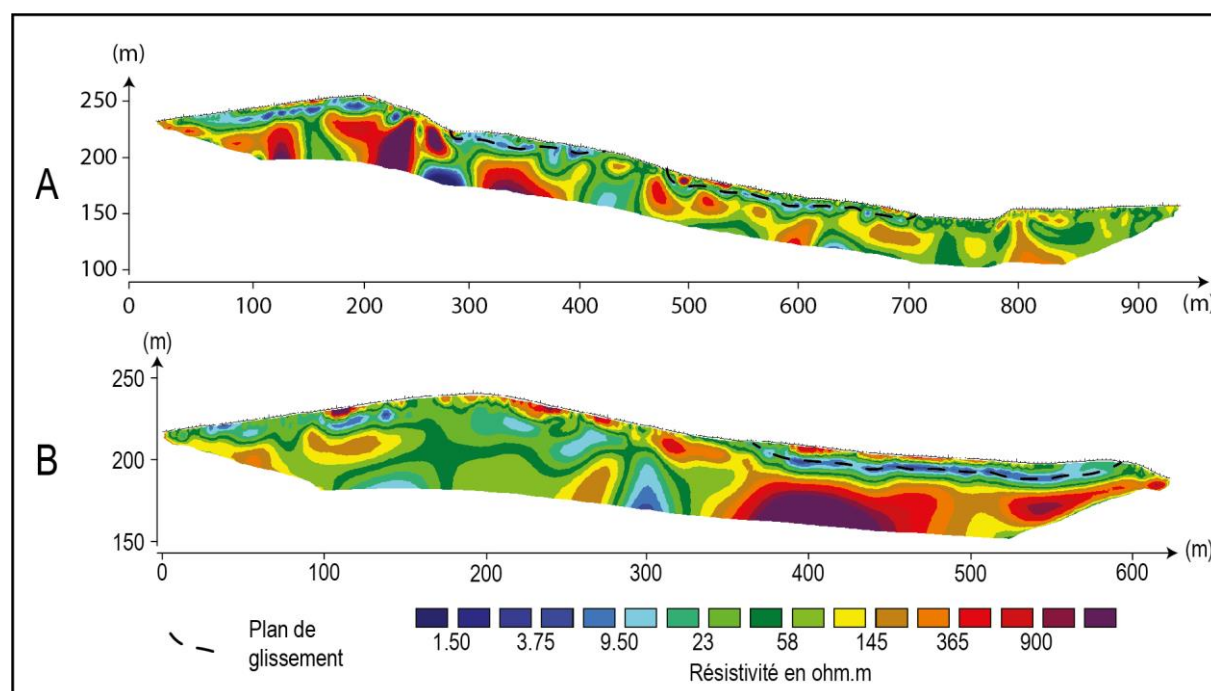 (m)
250
200
A
150
100
0 100 200 300 400 500 600 700 800 900 (m)
(m)
250
B
200
150
0 100 200 300 400 500 600 (m)
Plan de
glissement
1.50 3.75 9.50 23 58 145 365 900
Résistivité en ohm.m